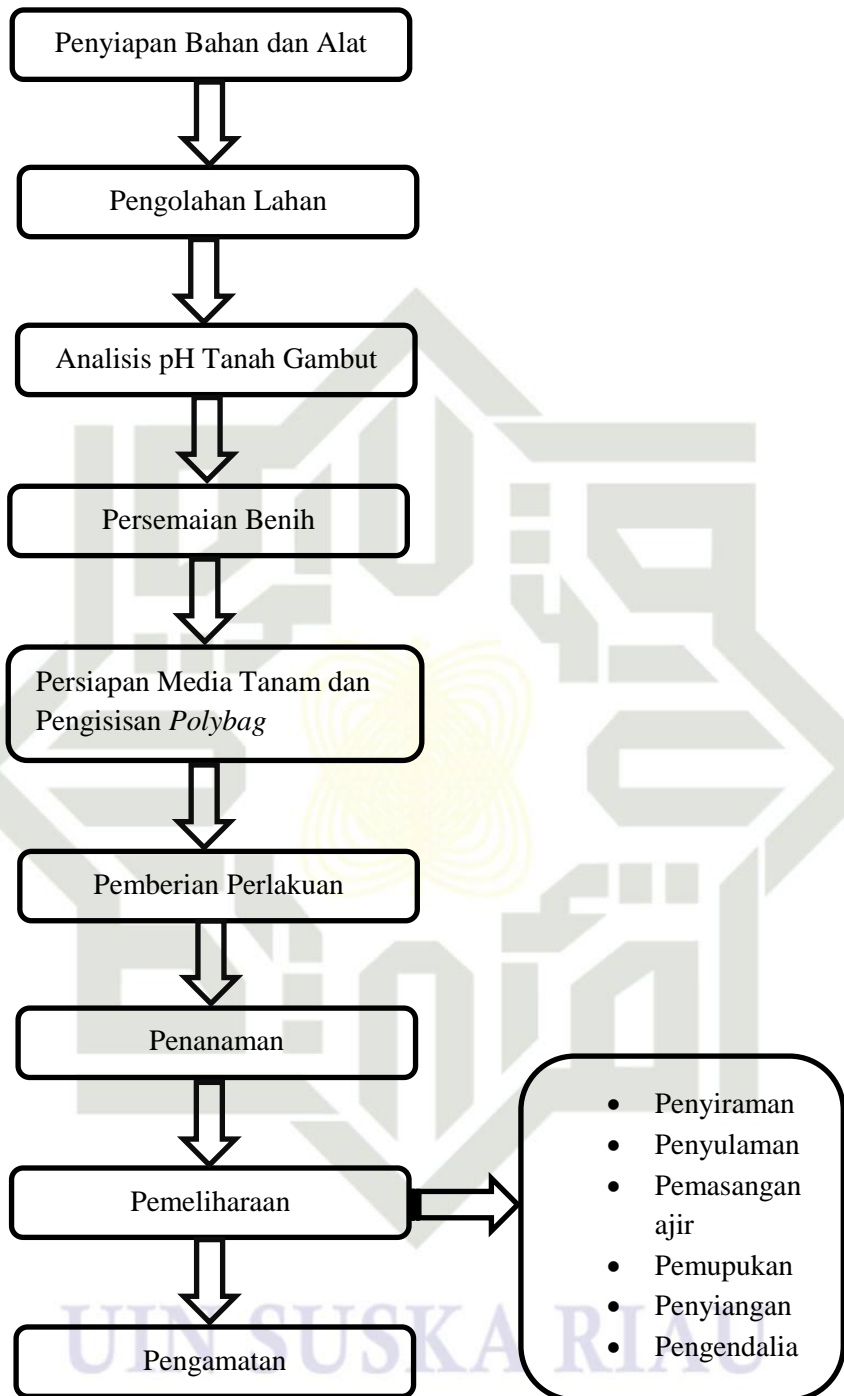 Penyiapan Bahan dan Alat
Pengolahan Lahan
Analisis pH Tanah Gambut
Persemaian Benih
Persiapan Media Tanam dan
Pengisisan Polybag
Pemberian Perlakuan
Penanaman
Pemeliharaan
• Penyiraman
• Penyulaman
• Pemasangan
ajir
• Pemupukan
• Penyiangan
• Pengendalia
Pengamatan
UIN SUSKA RIAU